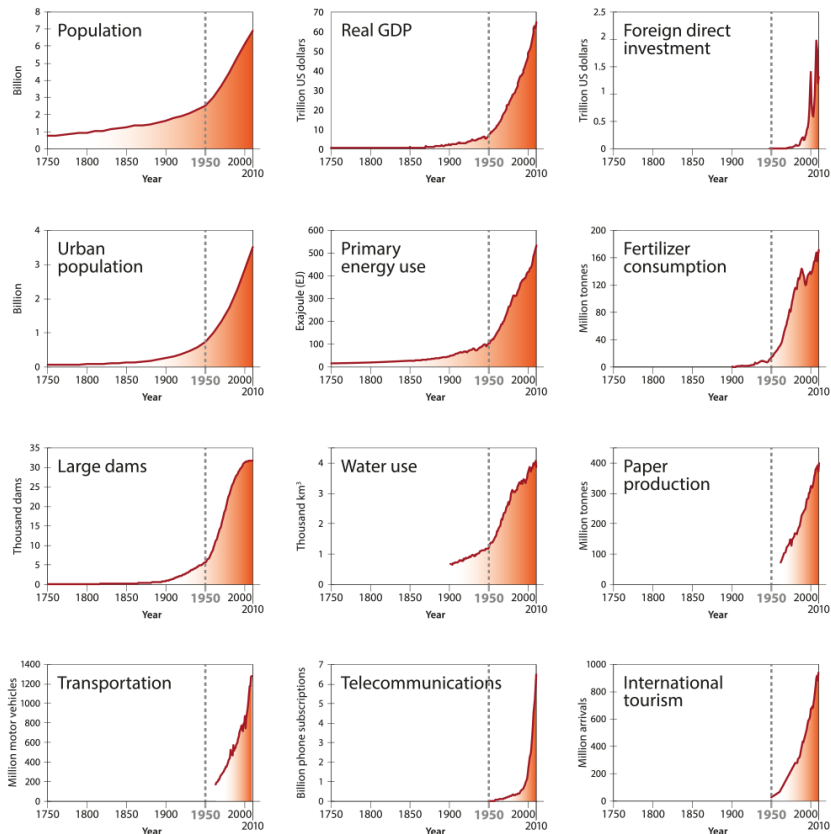 Population
Billion
8
7
6
5
4
3
2
1
0
1750 1800 1850 1900 1950 2000 2010
Year
Real GDP
Trillion US dollars
70
60
50
40
30
20
10
0
1750 1800 1850 1900 1950 2000 2010
Year
Foreign direct
investment
Trillion US dollars
2.5
2
1.5
1
0.5
0
1750 1800 1850 1900 1950 2000 2010
Year
Urban
population
Billion
4
3
2
1
0
1750 1800 1850 1900 1950 2000 2010
Year
Primary
energy use
Exajoule (EJ)
600
500
400
300
200
100
0
1750 1800 1850 1900 1950 2000 2010
Year
Fertilizer
consumption
Million tonnes
200
160
120
80
40
0
1750 1800 1850 1900 1950 2000 2010
Year
Large dams
Thousand dams
35
30
25
20
15
10
5
0
1750 1800 1850 1900 1950 2000 2010
Year
Water use
Thousand km³
4
3
2
1
0
1750 1800 1850 1900 1950 2000 2010
Year
Paper
production
Million tonnes
400
300
200
100
0
1750 1800 1850 1900 1950 2000 2010
Year
Transportation
Million motor vehicles
1400
1200
1000
800
600
400
200
0
1750 1800 1850 1900 1950 2000 2010
Year
Telecommunications
Billion phone subscriptions
7
6
5
4
3
2
1
0
1750 1800 1850 1900 1950 2000 2010
Year
International
tourism
Million arrivals
1000
800
600
400
200
0
1750 1800 1850 1900 1950 2000 2010
Year